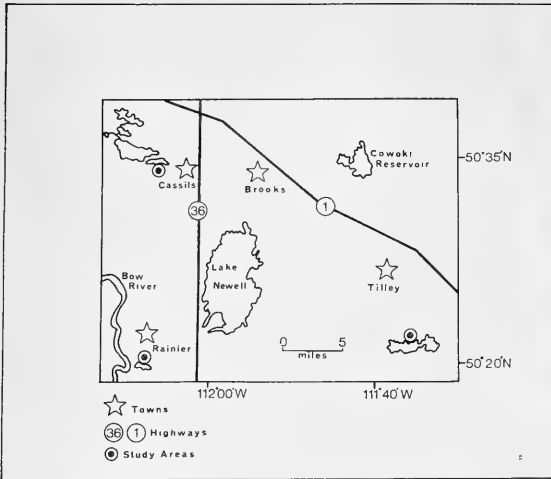 50°35'N
Cowoki
Reservoir
Cassils
Brooks
36
1
Bow
River
Lake
Newell
Tilley
Rainier
0 5
miles
50°20'N
112°00'W
111°40'W
Towns
36 1 Highways
Study Areas